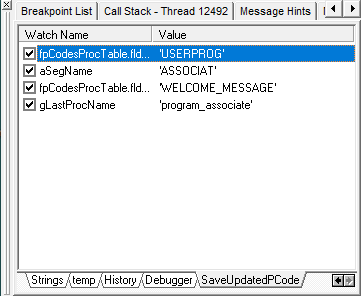 Breakpoint List Call Stack - Thread 12492 Message Hints
Watch Name Value
fpCodesProcTable.fld... 'USERPROG'
aSegName 'ASSOCIAT'
fpCodesProcTable.fld... 'WELCOME_MESSAGE'
gLastProcName 'program_associate'
Strings temp History Debugger SaveUpdatedPCode